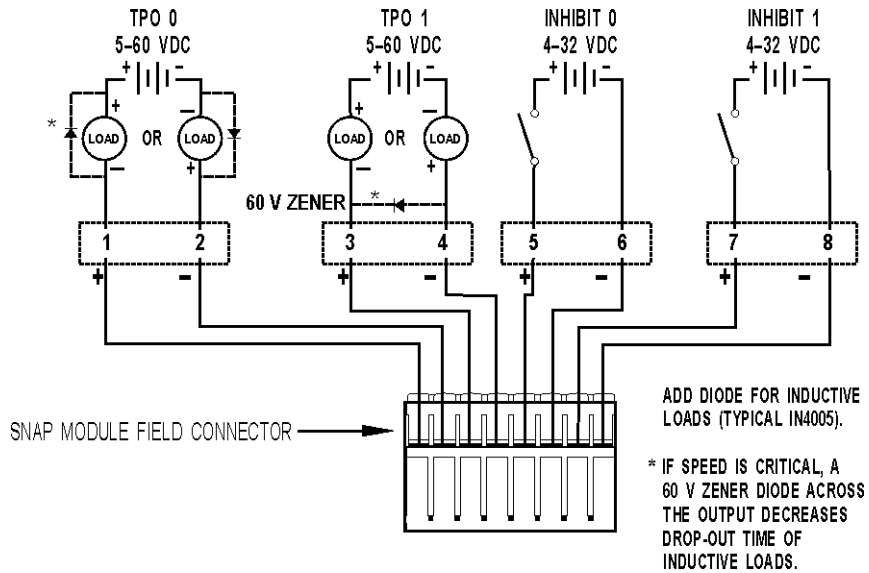 TPO 0
5–60 VDC
TPO 1
5–60 VDC
INHIBIT 0
4–32 VDC
INHIBIT 1
4–32 VDC
+ -
+ -
+ -
+ -
*
+
LOAD
-
OR
-
LOAD
+
+
LOAD
-
OR
-
LOAD
+
60 V ZENER
*
1 2
3 4
5 6
7 8
+ -
+ -
+ -
+ -
SNAP MODULE FIELD CONNECTOR
ADD DIODE FOR INDUCTIVE
LOADS (TYPICAL IN4005).
* IF SPEED IS CRITICAL, A
60 V ZENER DIODE ACROSS
THE OUTPUT DECREASES
DROP-OUT TIME OF
INDUCTIVE LOADS.